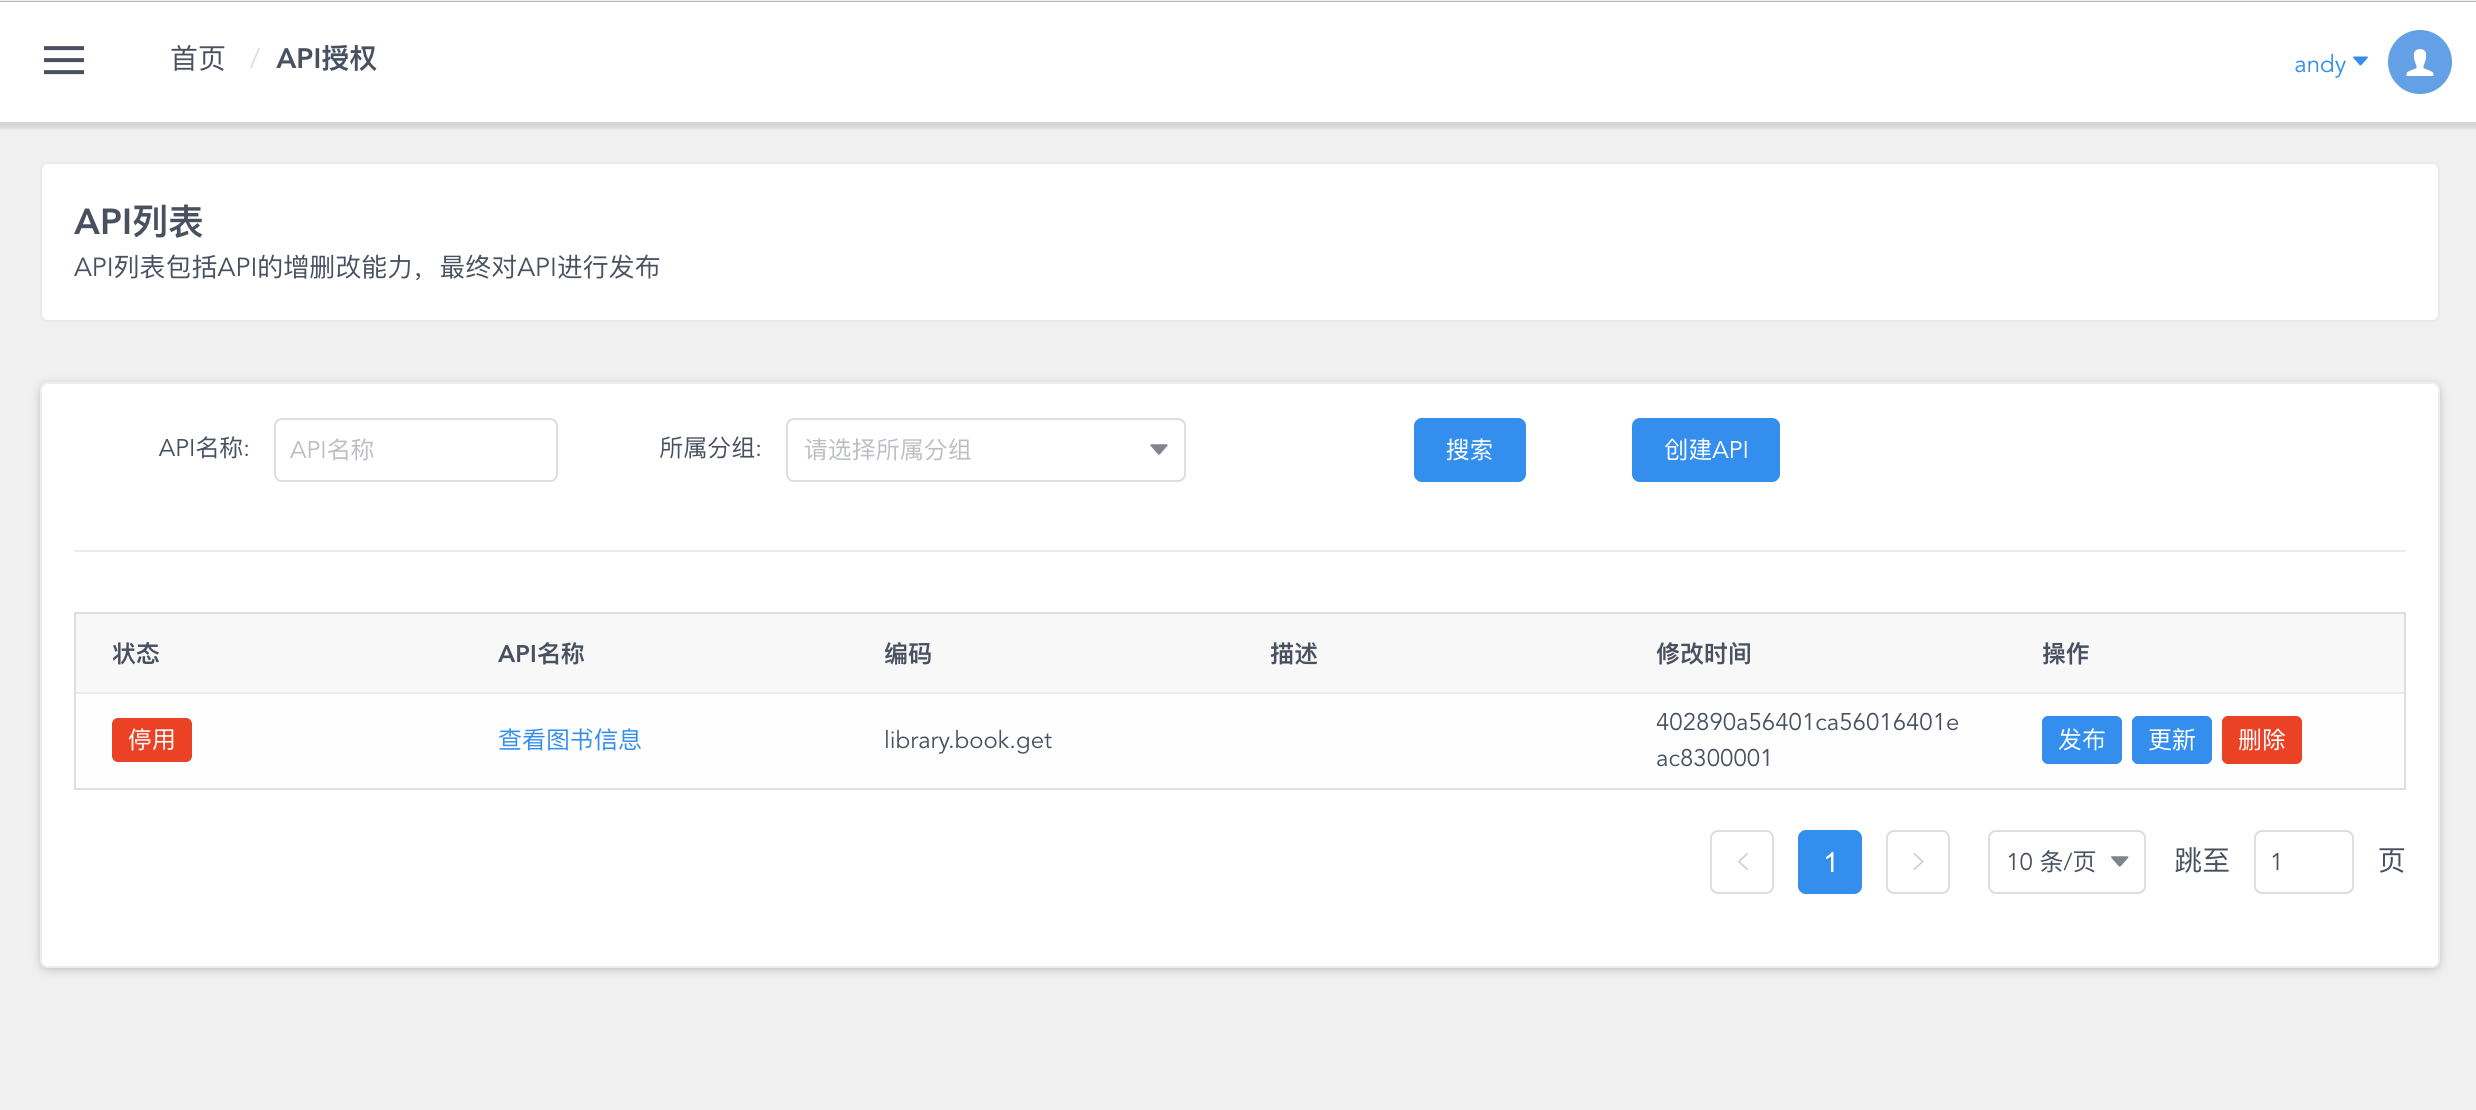 首页 / API授权
andy
API列表
API列表包括API的增删改能力，最终对API进行发布
API名称: API名称 所属分组: 请选择所属分组 搜索 创建API
状态 API名称 编码 描述 修改时间 操作
停用 查看图书信息 library.book.get 402890a56401ca56016401e 发布 更新 删除
ac8300001
1 10 条/页 跳至 1 页